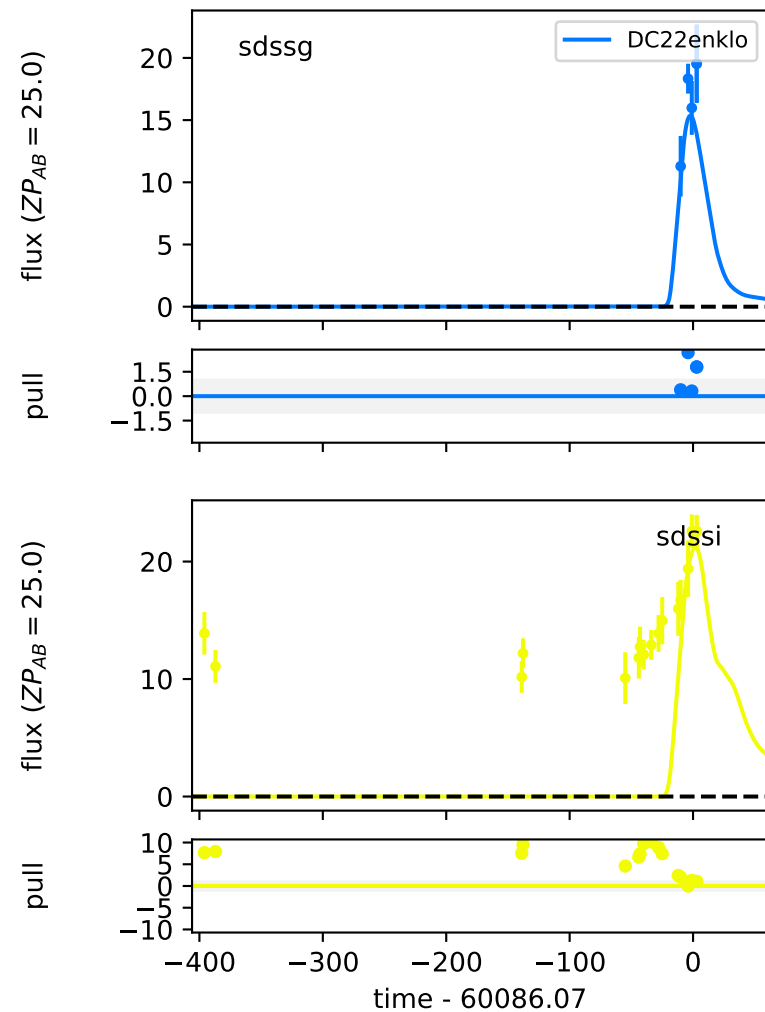 sdssg
DC22enklo
flux (ZP_AB = 25.0)
20
15
10
5
0
pull
1.5
0.0
−1.5
sdssi
flux (ZP_AB = 25.0)
20
10
0
pull
10
5
0
−5
−10
−400 −300 −200 −100 0
time - 60086.07